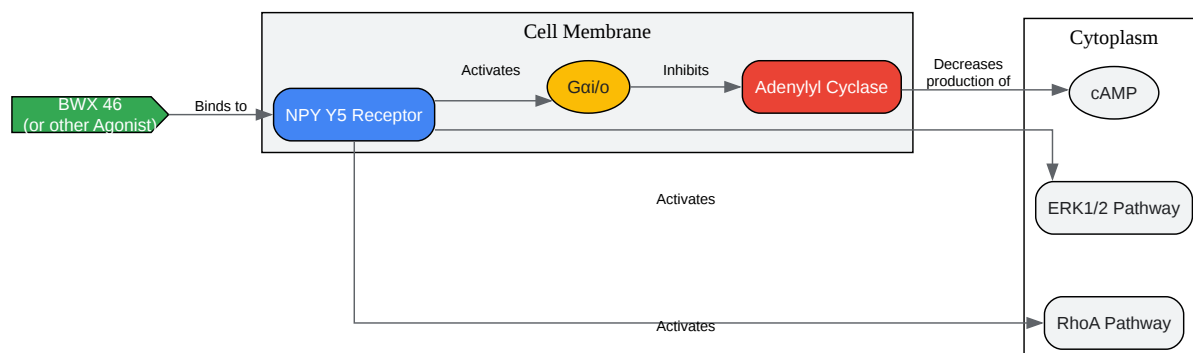 Cell Membrane
Cytoplasm
BWX 46
(or other Agonist)
Binds to
NPY Y5 Receptor
Activates
Gαi/o
Inhibits
Adenylyl Cyclase
Decreases
production of
cAMP
Activates
ERK1/2 Pathway
Activates
RhoA Pathway